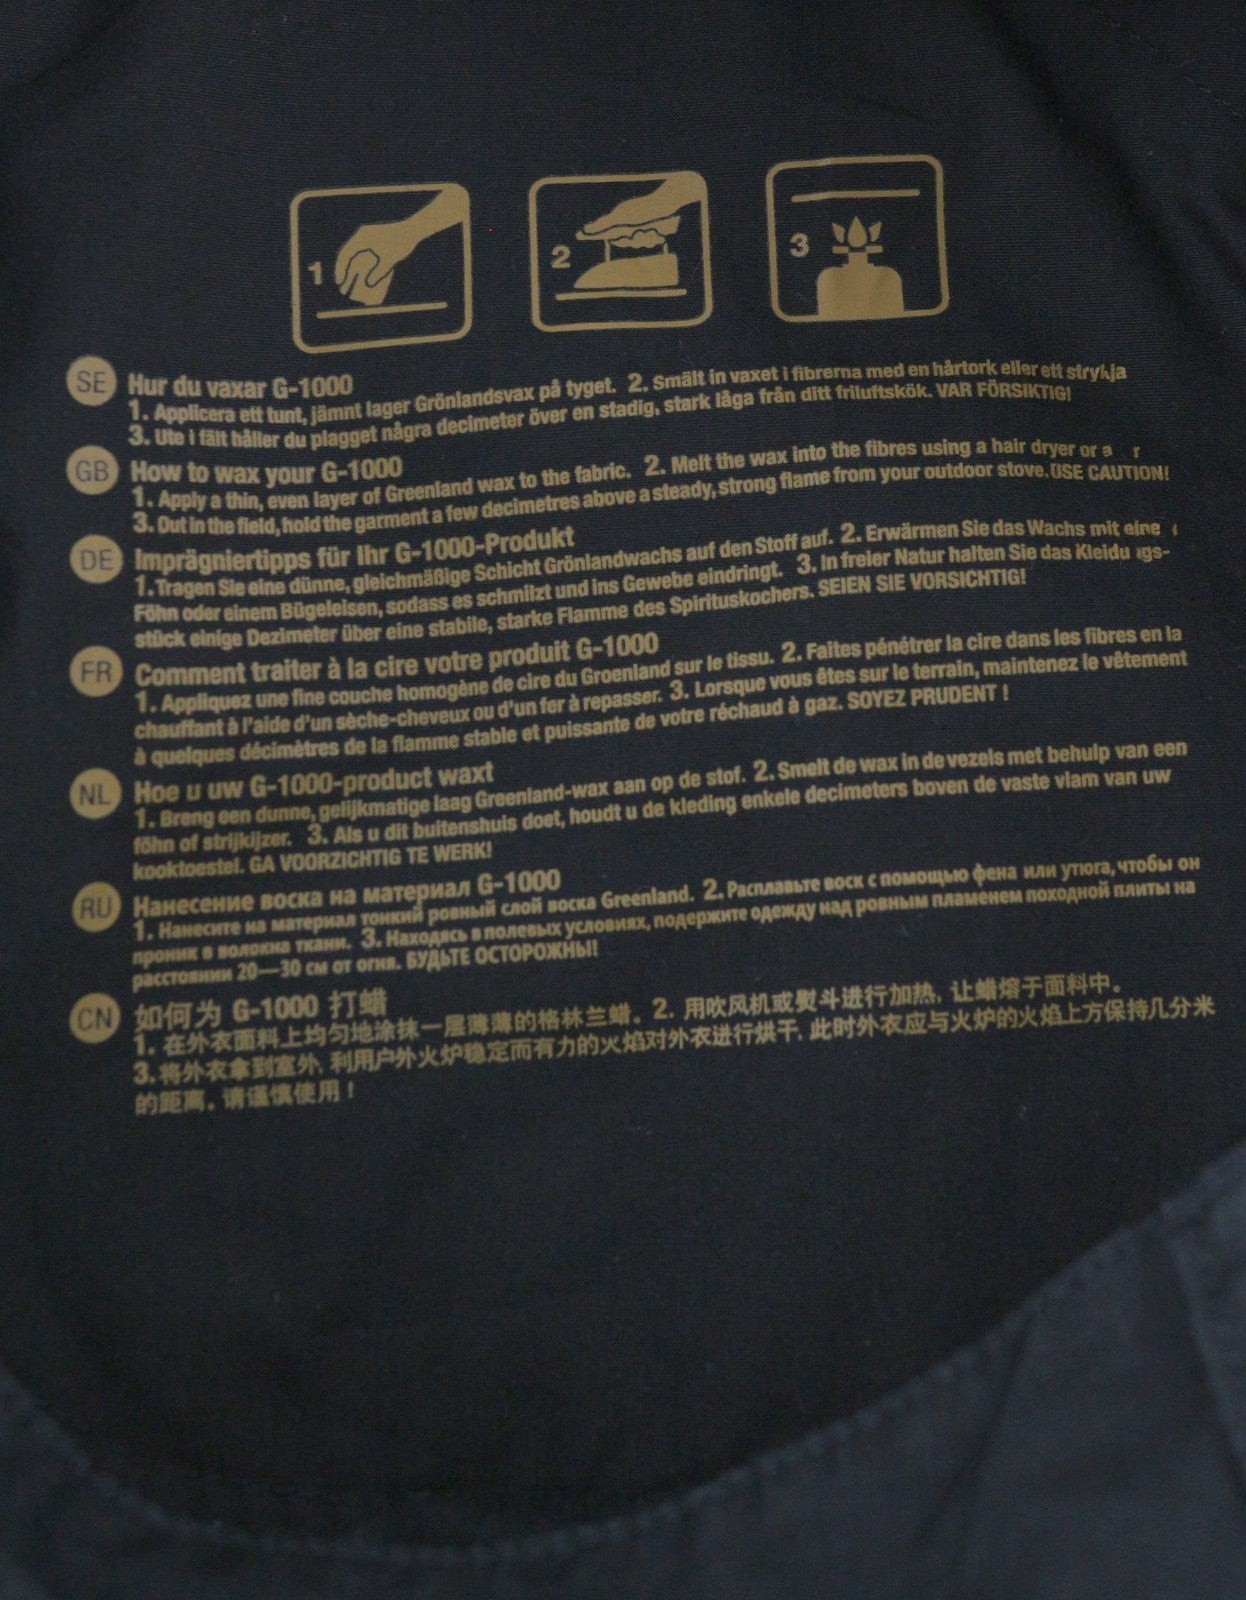 1
2
3
SE Hur du vaxar G-1000
1. Applicera ett tunt, jämnt lager Grönlandsvax på tyget. 2. Smält in vaxet i fibrerna med en hårtork eller ett strykja
3. Ute i fält håller du plagget några decimeter över en stadig, stark låga från ditt friluftskök. VAR FÖRSIKTIG!
GB How to wax your G-1000
1. Apply a thin, even layer of Greenland wax to the fabric. 2. Melt the wax into the fibres using a hair dryer or a
3. Out in the field, hold the garment a few decimetres above a steady, strong flame from your outdoor stove. USE CAUTION!
DE Imprägniertipps für Ihr G-1000-Produkt
1. Tragen Sie eine dünne, gleichmäßige Schicht Grönlandwachs auf den Stoff auf. 2. Erwärmen Sie das Wachs mit eine
Föhn oder einem Bügeleisen, sodass es schmilzt und ins Gewebe eindringt. 3. In freier Natur halten Sie das Kleidungs-
stück einige Dezimeter über eine stabile, starke Flamme des Spirituskochers. SEIEN SIE VORSICHTIG!
FR Comment traiter à la cire votre produit G-1000
1. Appliquez une fine couche homogène de cire du Groenland sur le tissu. 2. Faites pénétrer la cire dans les fibres en la
chauffant à l'aide d'un sèche-cheveux ou d'un fer à repasser. 3. Lorsque vous êtes sur le terrain, maintenez le vêtement
à quelques décimètres de la flamme stable et puissante de votre réchaud à gaz. SOYEZ PRUDENT !
NL Hoe u uw G-1000-product waxt
1. Breng een dunne, gelijkmatige laag Greenland-wax aan op de stof. 2. Smelt de wax in de vezels met behulp van een
föhn of strijkijzer. 3. Als u dit buitenshuis doet, houdt u de kleding enkele decimeters boven de vaste vlam van uw
kooktoestel. GA VOORZICHTIG TE WERK!
RU Нанесение воска на материал G-1000
1. Нанесите на материал тонкий ровный слой воска Greenland. 2. Расплавьте воск с помощью фена или утюга, чтобы он
проник в волокна ткани. 3. Находясь в полевых условиях, подержите одежду над ровным пламенем походной плиты на
расстоянии 20—30 см от огня. БУДЬТЕ ОСТОРОЖНЫ!
CN 如何为 G-1000 打蜡
1. 在外衣面料上均匀地涂抹一层薄薄的格林兰蜡。2. 用吹风机或熨斗进行加热, 让蜡熔于面料中。
3. 将外衣拿到室外, 利用户外火炉稳定而有力的火焰对外衣进行烘干, 此时外衣应与火炉的火焰上方保持几分米
的距离。请谨慎使用！